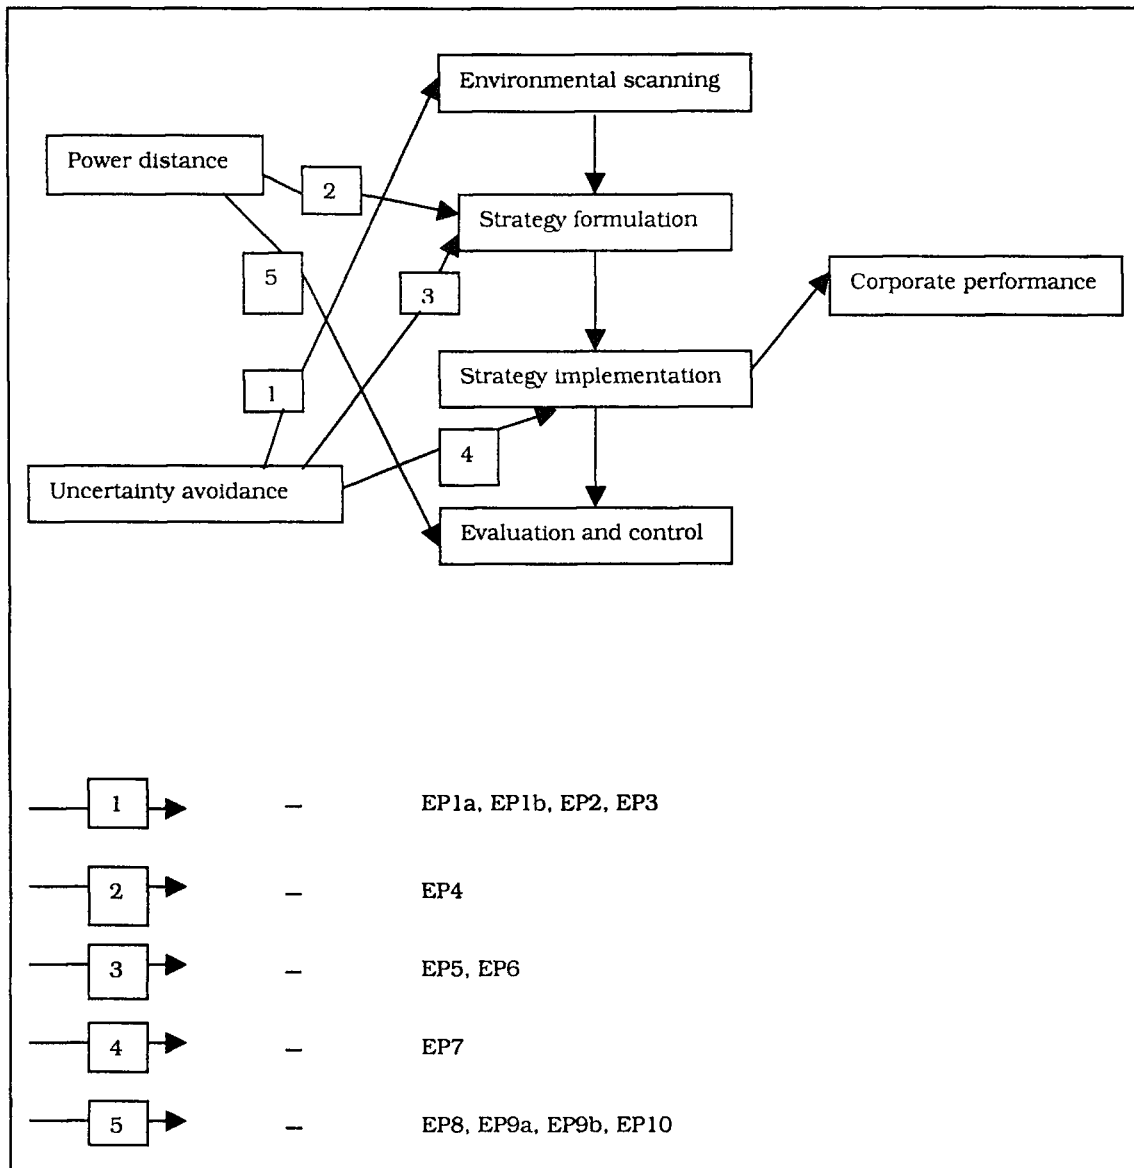 Environmental scanning
Power distance
2
Strategy formulation
5
3
Corporate performance
1
Strategy implementation
4
Uncertainty avoidance
Evaluation and control
1 – EP1a, EP1b, EP2, EP3
2 – EP4
3 – EP5, EP6
4 – EP7
5 – EP8, EP9a, EP9b, EP10